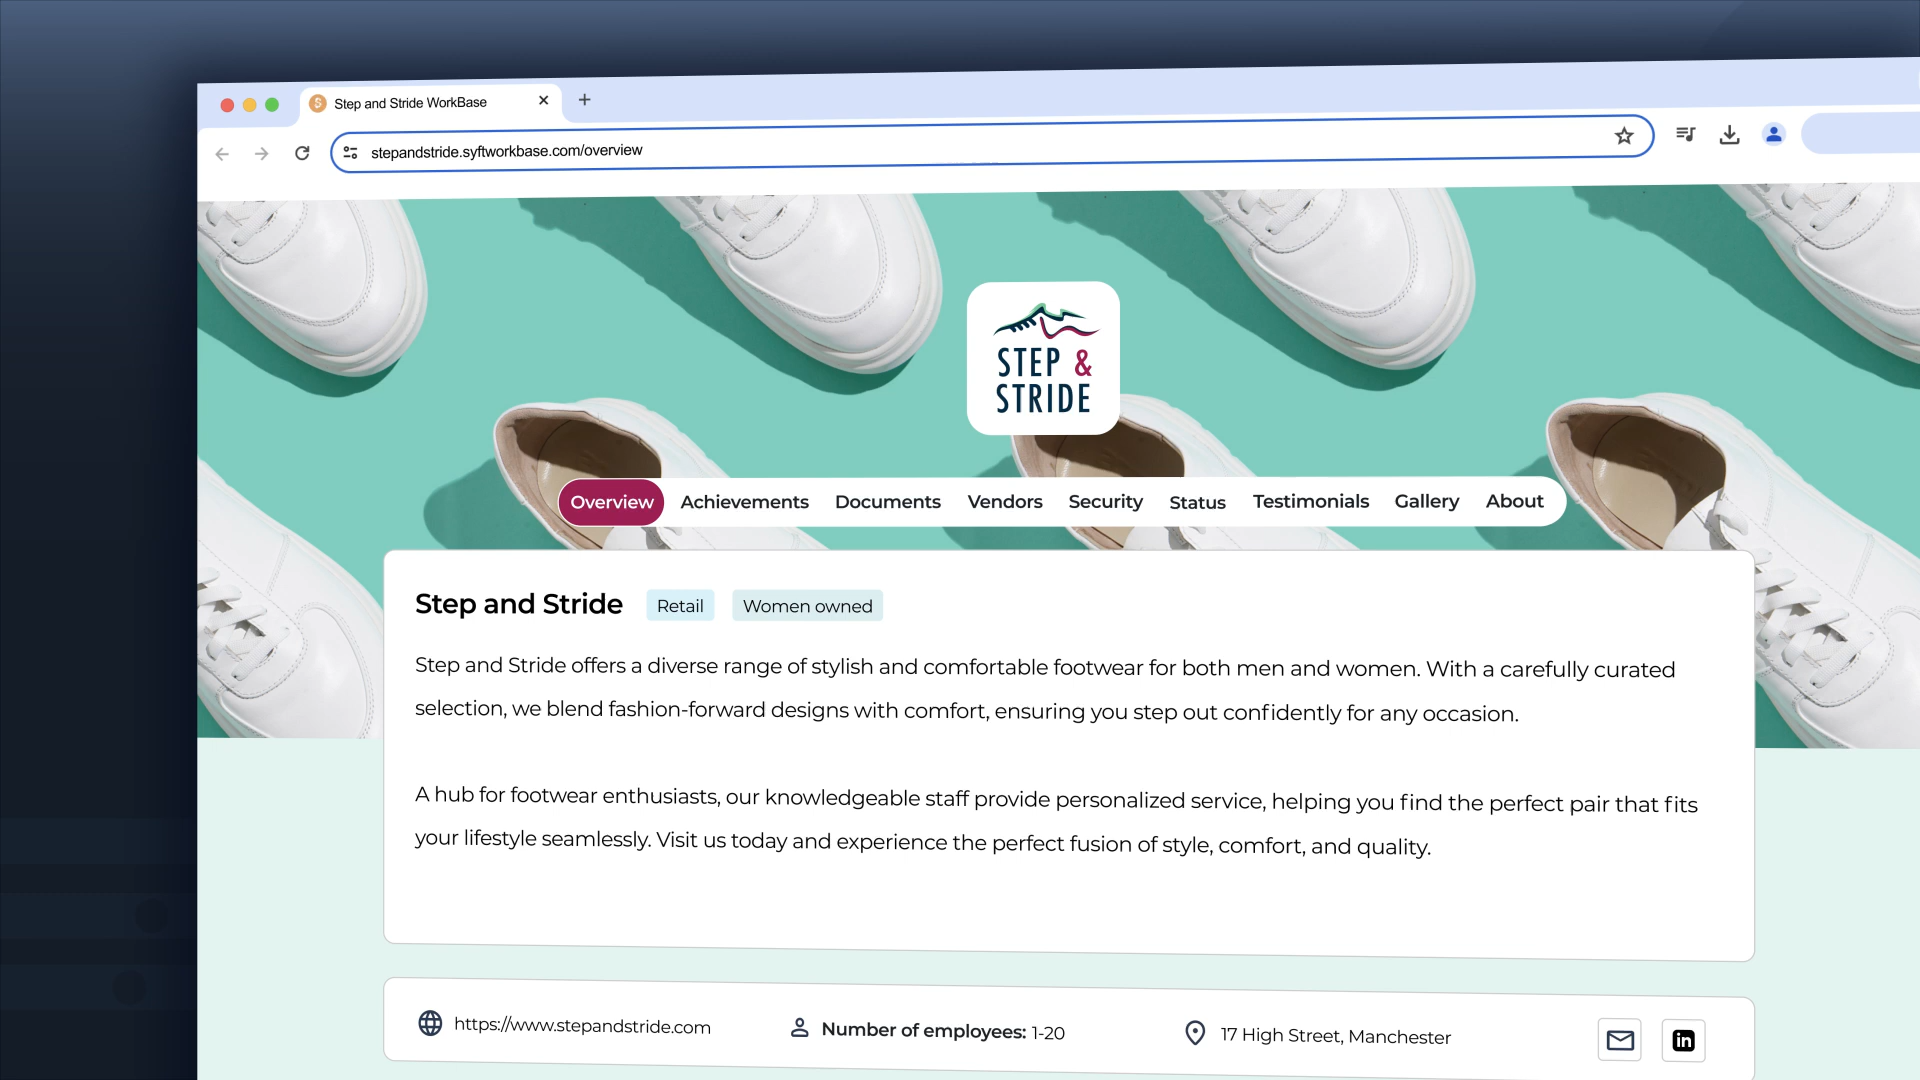 Step and Stride WorkBase
stepandstride.syftworkbase.com/overview
STEP &
STRIDE
Overview Achievements Documents Vendors Security Status Testimonials Gallery About
Step and Stride Retail Women owned
Step and Stride offers a diverse range of stylish and comfortable footwear for both men and women. With a carefully curated
selection, we blend fashion-forward designs with comfort, ensuring you step out confidently for any occasion.
A hub for footwear enthusiasts, our knowledgeable staff provide personalized service, helping you find the perfect pair that fits
your lifestyle seamlessly. Visit us today and experience the perfect fusion of style, comfort, and quality.
https://www.stepandstride.com Number of employees: 1-20 17 High Street, Manchester in